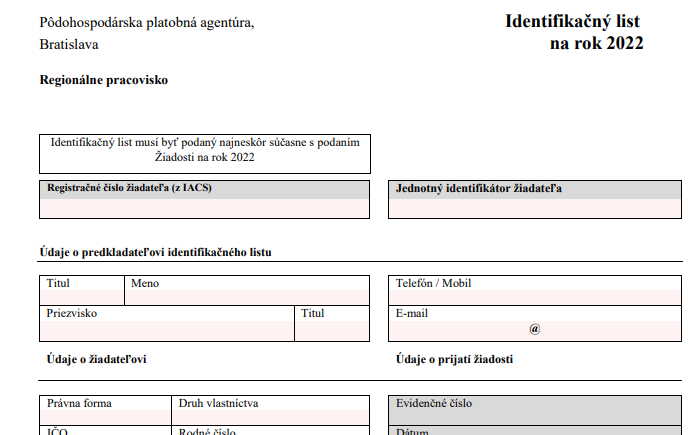 Pôdohospodárska platobná agentúra,
Bratislava
Identifikačný list
na rok 2022
Regionálne pracovisko
Identifikačný list musí byť podaný najneskôr súčasne s podaním
Žiadosti na rok 2022
Registračné číslo žiadateľa (z IACS)
Jednotný identifikátor žiadateľa
Údaje o predkladateľovi identifikačného listu
Titul Meno
Telefón / Mobil
Priezvisko Titul
E-mail
@
Údaje o žiadateľovi
Údaje o prijatí žiadosti
Právna forma Druh vlastníctva
Evidenčné číslo
IČO Rodné číslo
Dátum